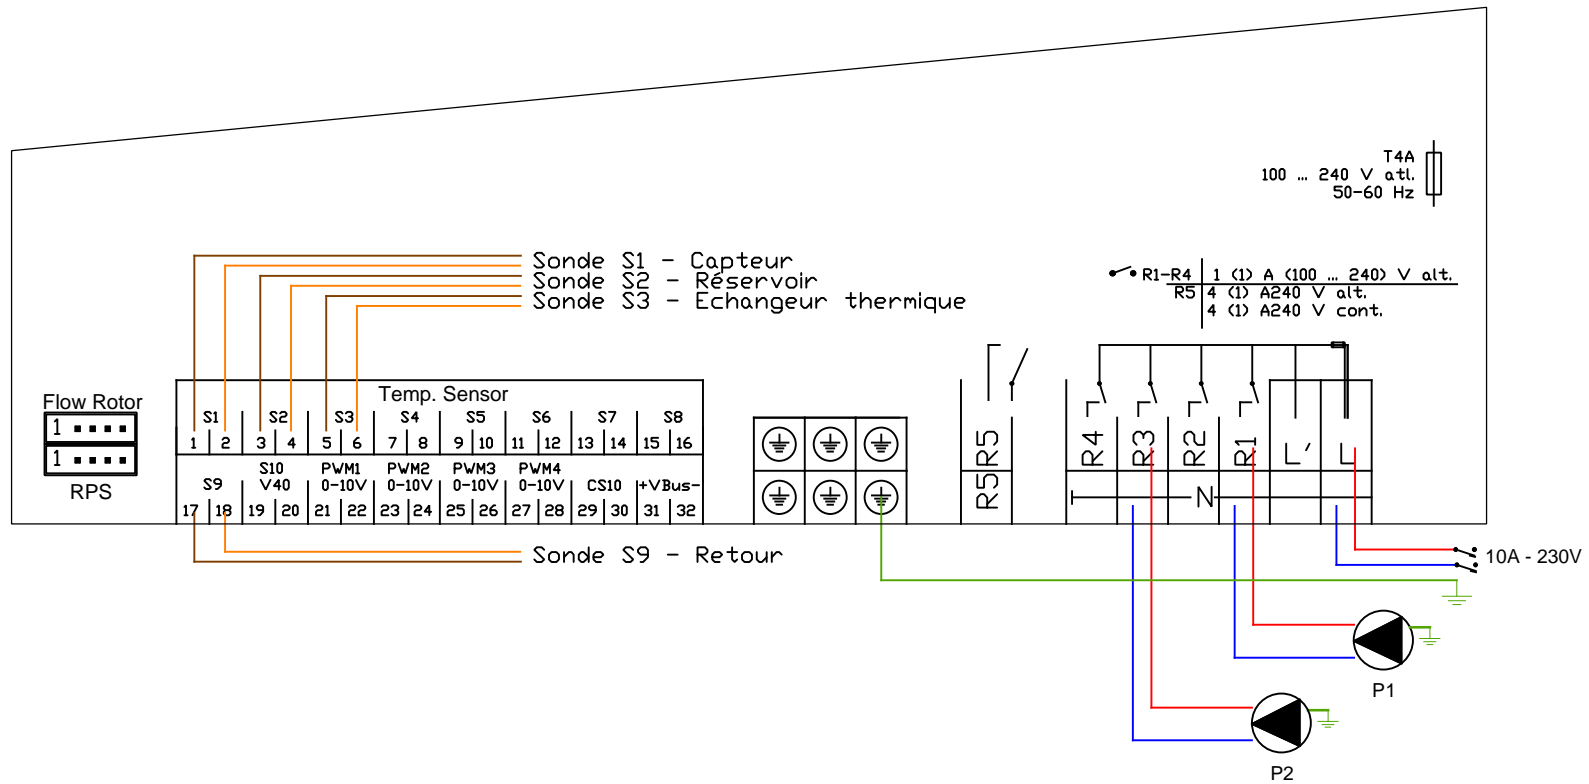 T4A
100 ... 240 V atl.
50-60 Hz
Sonde S1 - Capteur
Sonde S2 - Réservoir
Sonde S3 - Echangeur thermique
R1-R4 1 (1) A (100 ... 240) V alt.
R5 4 (1) A240 V alt.
4 (1) A240 V cont.
Flow Rotor
1
1
RPS
Temp. Sensor
S1 S2 S3 S4 S5 S6 S7 S8
1 2 3 4 5 6 7 8 9 10 11 12 13 14 15 16
S10 PWM1 PWM2 PWM3 PWM4
S9 V40 0-10V 0-10V 0-10V 0-10V CS10 +VBus-
17 18 19 20 21 22 23 24 25 26 27 28 29 30 31 32
R5 R5
R4 R3 R2 R1 L' L
N
Sonde S9 - Retour
10A - 230V
P1
P2